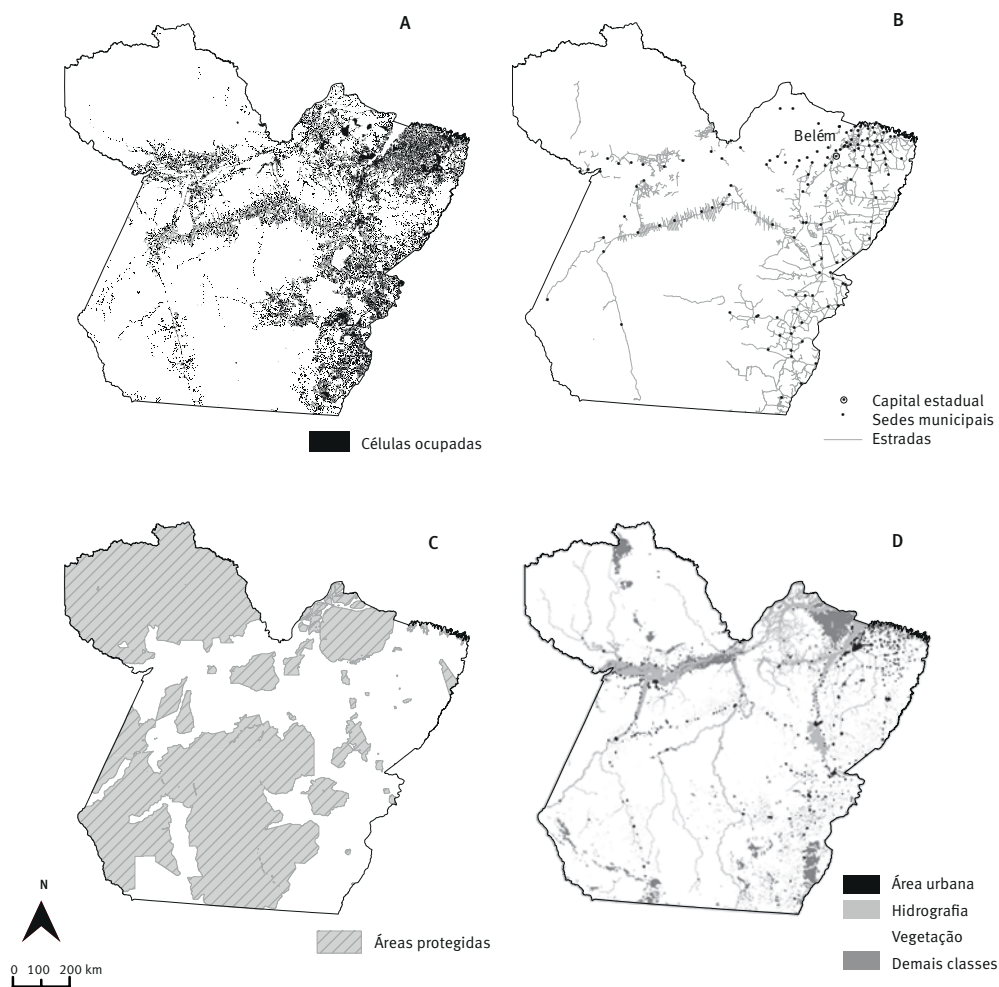 A
B
Belém
Capital estadual
Sedes municipais
Estradas
Células ocupadas
C
D
Área urbana
Hidrografia
Vegetação
Demais classes
Áreas protegidas
N
0 100 200 km